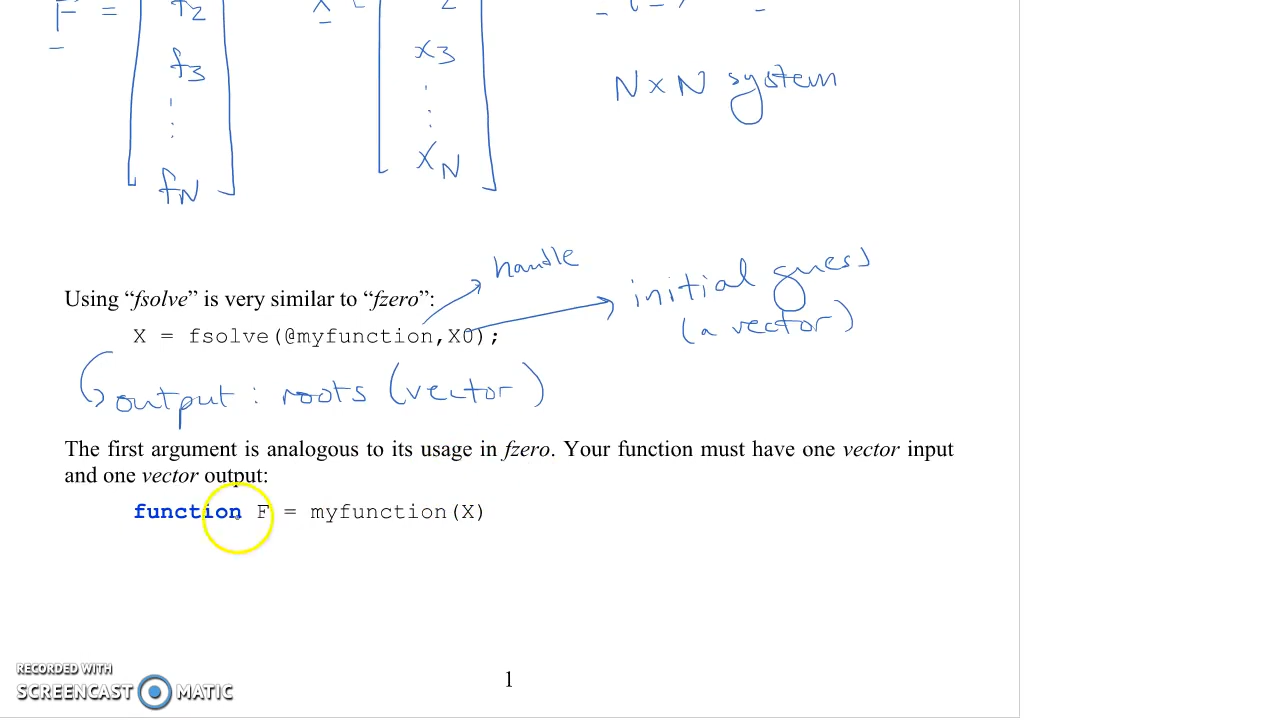 F = f2 x 2
f3 x3
N x N system
fN xN
handle
initial guess
Using “fsolve” is very similar to “fzero”:
(a vector)
X = fsolve(@myfunction,X0);
output : roots (vector)
The first argument is analogous to its usage in fzero. Your function must have one vector input
and one vector output:
function F = myfunction(X)
RECORDED WITH
SCREENCAST MATIC
1